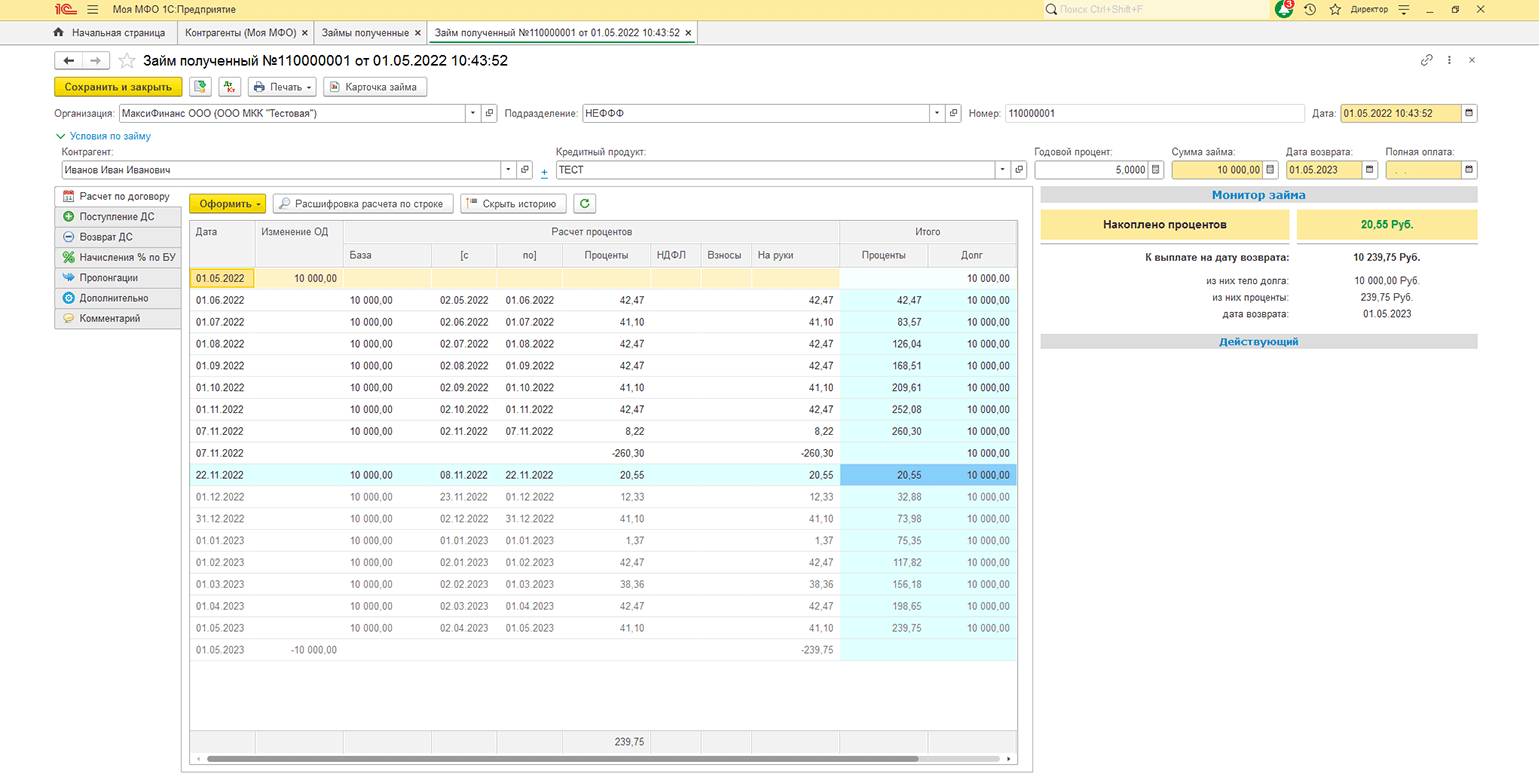 1С Моя МФО 1С:Предприятие Поиск Ctrl+Shift+F 3 Директор
Начальная страница Контрагенты (Моя МФО) × Займы полученные × Займ полученный №110000001 от 01.05.2022 10:43:52 ×
Займ полученный №110000001 от 01.05.2022 10:43:52
Сохранить и закрыть Дт Кт Печать Карточка займа
Организация: МаксиФинанс ООО (ООО МКК "Тестовая") Подразделение: НЕФФФ Номер: 110000001 Дата: 01.05.2022 10:43:52
Условия по займу
Контрагент: Кредитный продукт: Годовой процент: Сумма займа: Дата возврата: Полная оплата:
Иванов Иван Иванович + ТЕСТ 5,0000 10 000,00 01.05.2023 . .
Расчет по договору
Поступление ДС
Возврат ДС
Начисления % по БУ
Пролонгации
Дополнительно
Комментарий
Оформить Расшифровка расчета по строке Скрыть историю
Дата Изменение ОД Расчет процентов Итого
База [с по] Проценты НДФЛ Взносы На руки Проценты Долг
01.05.2022 10 000,00 10 000,00
01.06.2022 10 000,00 02.05.2022 01.06.2022 42,47 42,47 42,47 10 000,00
01.07.2022 10 000,00 02.06.2022 01.07.2022 41,10 41,10 83,57 10 000,00
01.08.2022 10 000,00 02.07.2022 01.08.2022 42,47 42,47 126,04 10 000,00
01.09.2022 10 000,00 02.08.2022 01.09.2022 42,47 42,47 168,51 10 000,00
01.10.2022 10 000,00 02.09.2022 01.10.2022 41,10 41,10 209,61 10 000,00
01.11.2022 10 000,00 02.10.2022 01.11.2022 42,47 42,47 252,08 10 000,00
07.11.2022 10 000,00 02.11.2022 07.11.2022 8,22 8,22 260,30 10 000,00
07.11.2022 -260,30 -260,30 10 000,00
22.11.2022 10 000,00 08.11.2022 22.11.2022 20,55 20,55 20,55 10 000,00
01.12.2022 10 000,00 23.11.2022 01.12.2022 12,33 12,33 32,88 10 000,00
31.12.2022 10 000,00 02.12.2022 31.12.2022 41,10 41,10 73,98 10 000,00
01.01.2023 10 000,00 01.01.2023 01.01.2023 1,37 1,37 75,35 10 000,00
01.02.2023 10 000,00 02.01.2023 01.02.2023 42,47 42,47 117,82 10 000,00
01.03.2023 10 000,00 02.02.2023 01.03.2023 38,36 38,36 156,18 10 000,00
01.04.2023 10 000,00 02.03.2023 01.04.2023 42,47 42,47 198,65 10 000,00
01.05.2023 10 000,00 02.04.2023 01.05.2023 41,10 41,10 239,75 10 000,00
01.05.2023 -10 000,00 -239,75
239,75
Монитор займа
Накоплено процентов 20,55 Руб.
К выплате на дату возврата: 10 239,75 Руб.
из них тело долга: 10 000,00 Руб.
из них проценты: 239,75 Руб.
дата возврата: 01.05.2023
Действующий